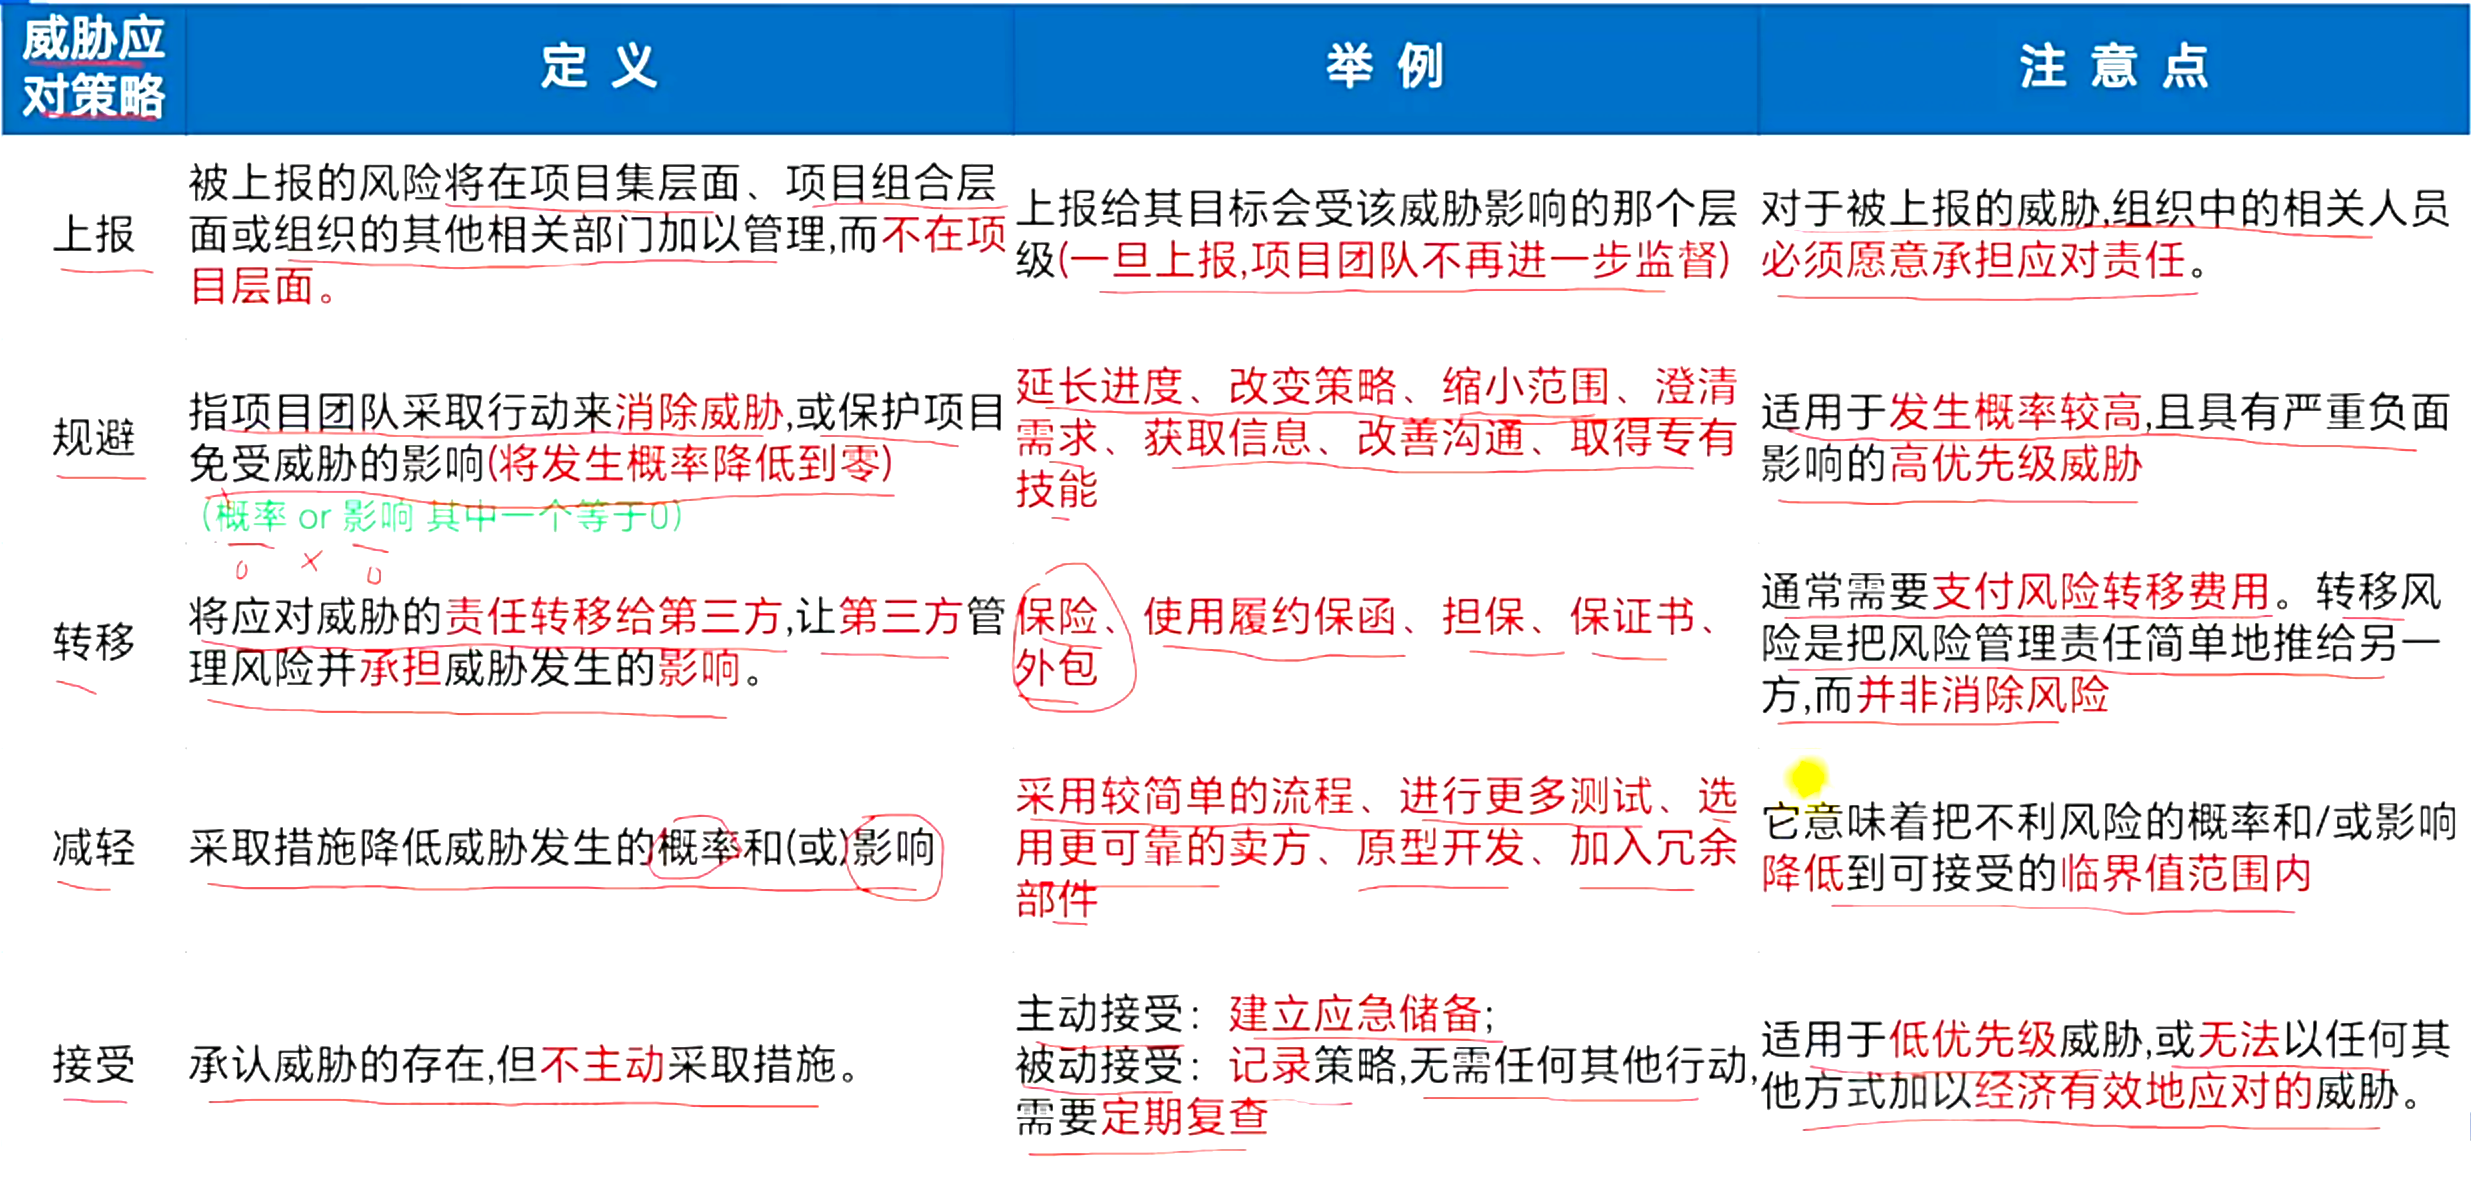 威胁应
对策略
定 义
举 例
注 意 点
上报
被上报的风险将在项目集层面、项目组合层
面或组织的其他相关部门加以管理,而不在项
目层面。
上报给其目标会受该威胁影响的那个层
级(一旦上报,项目团队不再进一步监督)
对于被上报的威胁,组织中的相关人员
必须愿意承担应对责任。
规避
指项目团队采取行动来消除威胁,或保护项目
免受威胁的影响(将发生概率降低到零)
(概率 or 影响 其中一个等于0)
0 × 0
延长进度、改变策略、缩小范围、澄清
需求、获取信息、改善沟通、取得专有
技能
适用于发生概率较高,且具有严重负面
影响的高优先级威胁
转移
将应对威胁的责任转移给第三方,让第三方管
理风险并承担威胁发生的影响。
保险、使用履约保函、担保、保证书、
外包
通常需要支付风险转移费用。转移风
险是把风险管理责任简单地推给另一
方,而并非消除风险
减轻
采取措施降低威胁发生的概率和(或)影响
采用较简单的流程、进行更多测试、选
用更可靠的卖方、原型开发、加入冗余
部件
它意味着把不利风险的概率和/或影响
降低到可接受的临界值范围内
接受
承认威胁的存在,但不主动采取措施。
主动接受：建立应急储备;
被动接受：记录策略,无需任何其他行动,
需要定期复查
适用于低优先级威胁,或无法以任何其
他方式加以经济有效地应对的威胁。